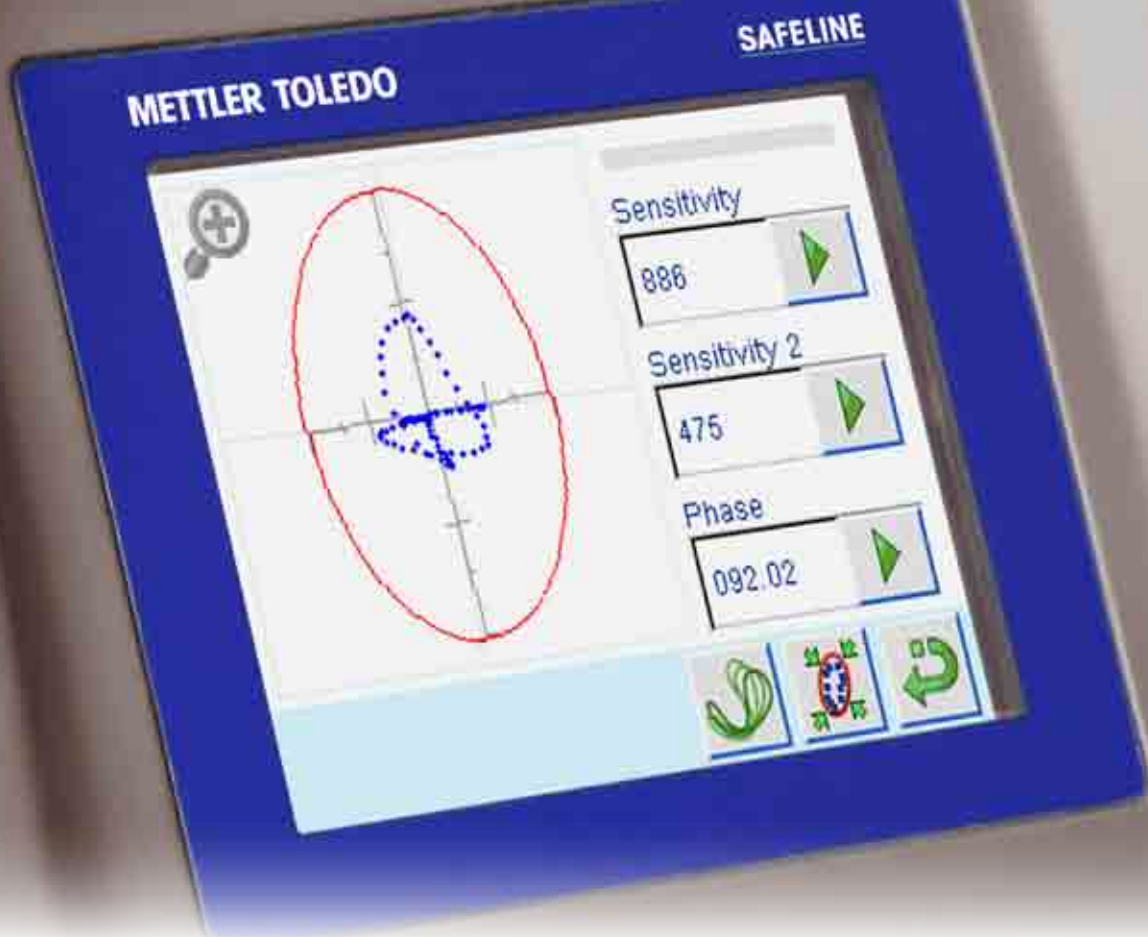 METTLER TOLEDO
SAFELINE
Sensitivity
886
Sensitivity 2
475
Phase
092.02